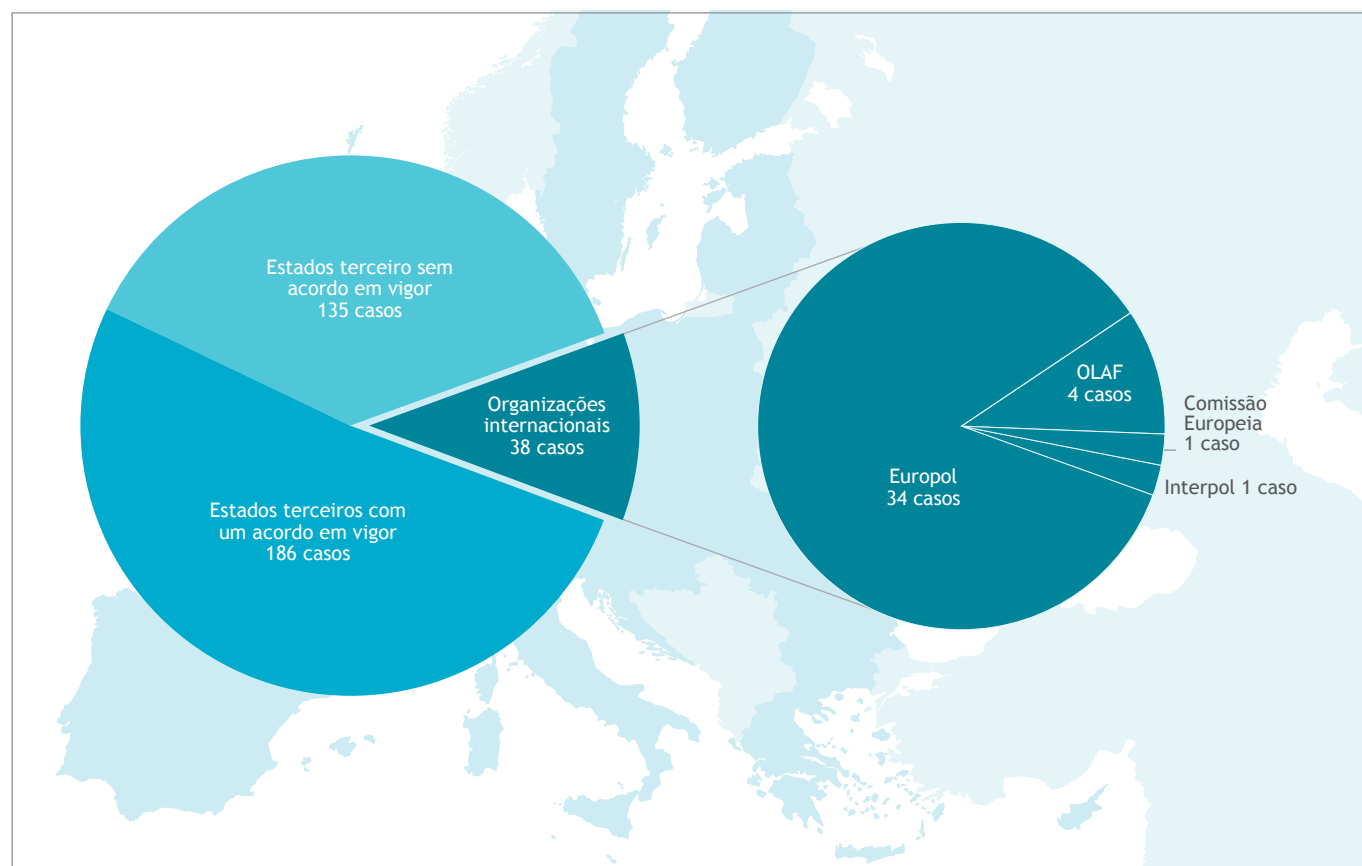 Estados terceiro sem
acordo em vigor
135 casos
Organizações
internacionais
38 casos
Estados terceiros com
um acordo em vigor
186 casos
OLAF
4 casos
Comissão
Europeia
1 caso
Interpol 1 caso
Europol
34 casos